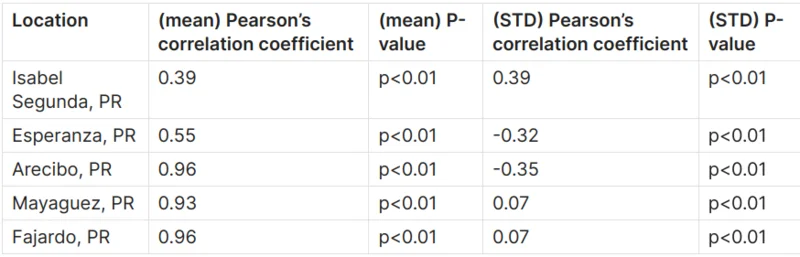 Location (mean) Pearson's (mean) P- (STD) Pearson's (STD) P-
correlation coefficient value correlation coefficient value
Isabel 0.39 p<0.01 0.39 p<0.01
Segunda, PR
Esperanza, PR 0.55 p<0.01 -0.32 p<0.01
Arecibo, PR 0.96 p<0.01 -0.35 p<0.01
Mayaguez, PR 0.93 p<0.01 0.07 p<0.01
Fajardo, PR 0.96 p<0.01 0.07 p<0.01